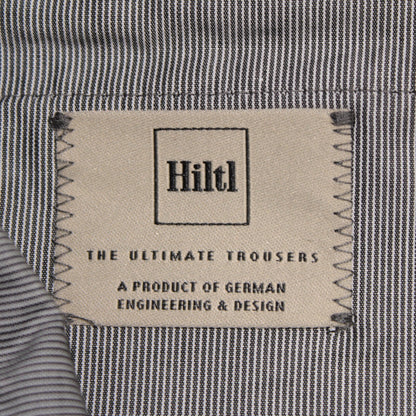 Hiltl
THE ULTIMATE TROUSERS
A PRODUCT OF GERMAN
ENGINEERING & DESIGN